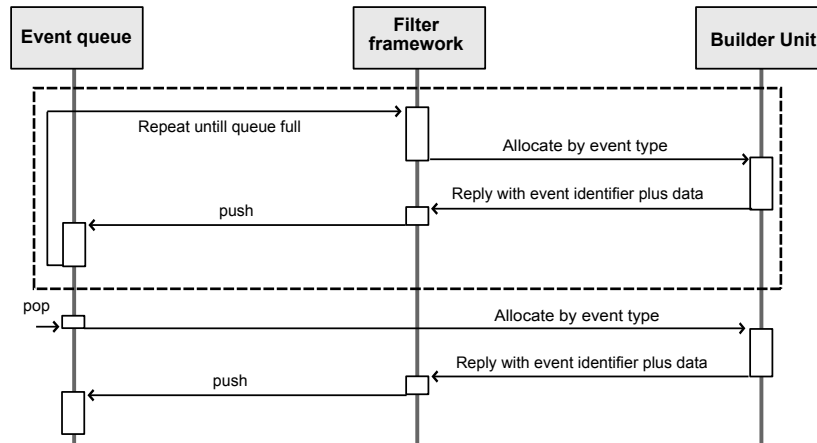 Event queue
Filter
framework
Builder Unit
Repeat untill queue full
Allocate by event type
Reply with event identifier plus data
push
pop
Allocate by event type
Reply with event identifier plus data
push